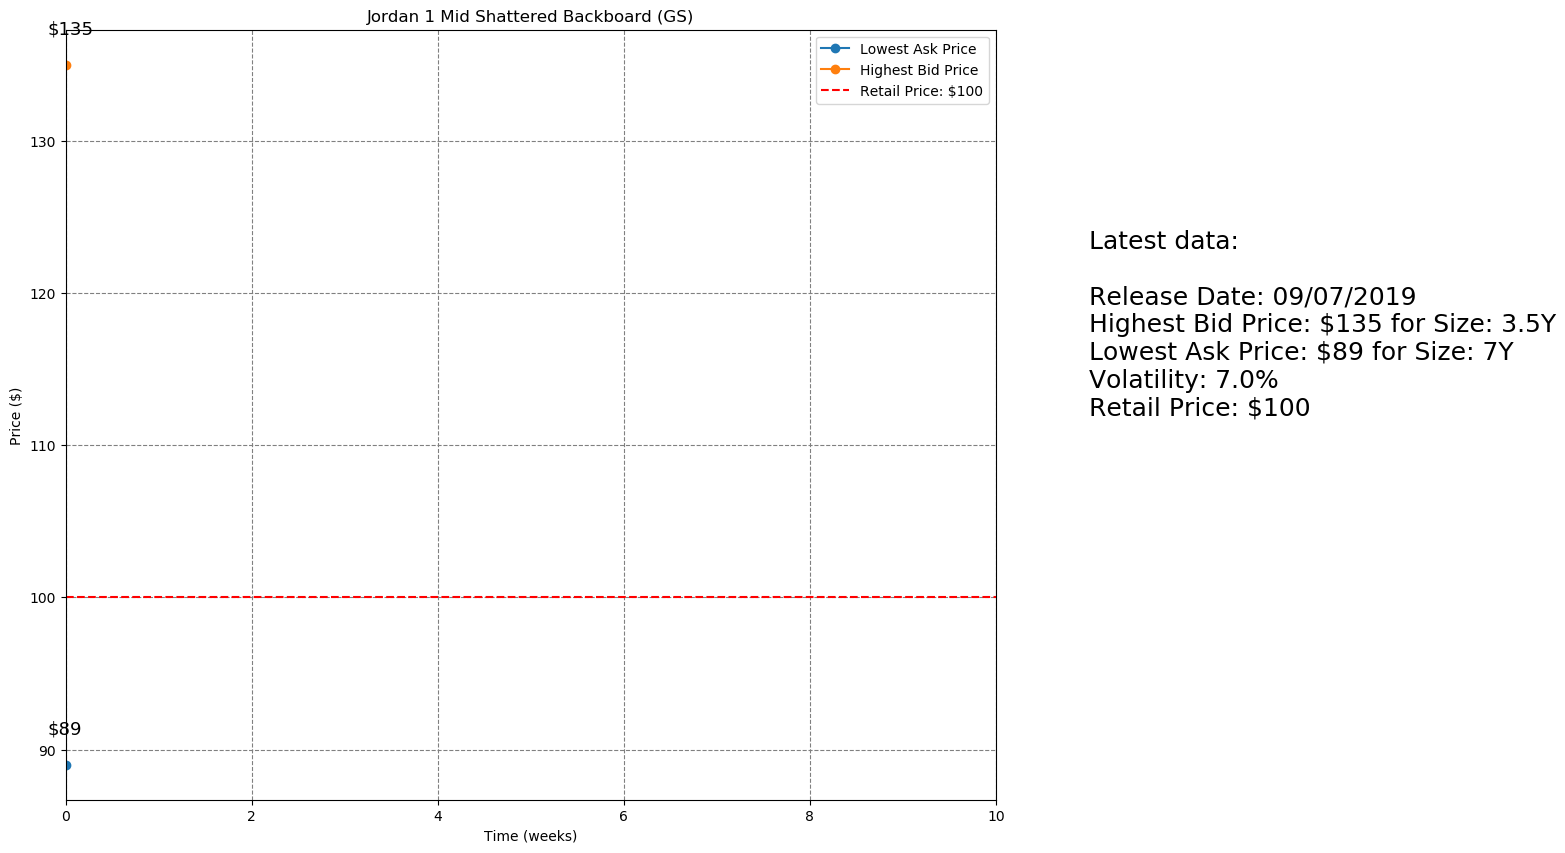 Jordan 1 Mid Shattered Backboard (GS)
$135
Lowest Ask Price
Highest Bid Price
Retail Price: $100
130
120
110
100
90
Price ($)
$89
0 2 4 6 8 10
Time (weeks)
Latest data:
Release Date: 09/07/2019
Highest Bid Price: $135 for Size: 3.5Y
Lowest Ask Price: $89 for Size: 7Y
Volatility: 7.0%
Retail Price: $100